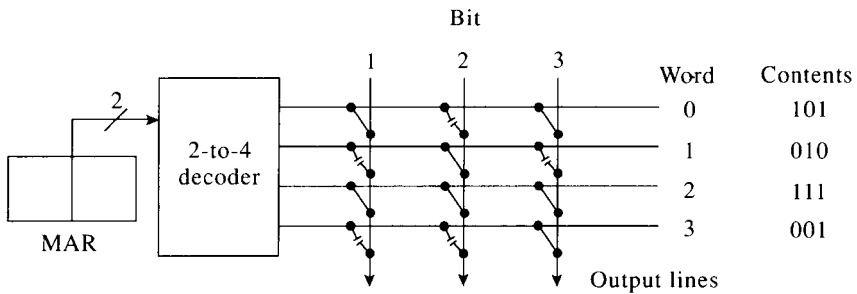 Bit
1 2 3
Word Contents
2
0 101
2-to-4
decoder
1 010
2 111
3 001
MAR
Output lines